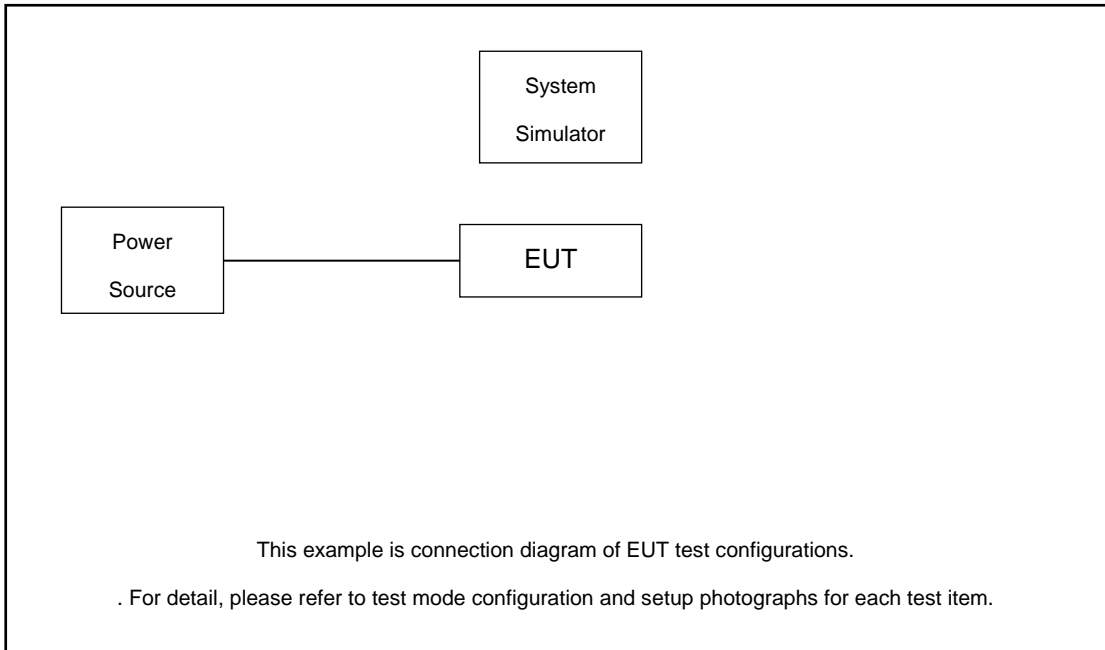 System
Simulator
Power
Source
EUT
This example is connection diagram of EUT test configurations.
. For detail, please refer to test mode configuration and setup photographs for each test item.